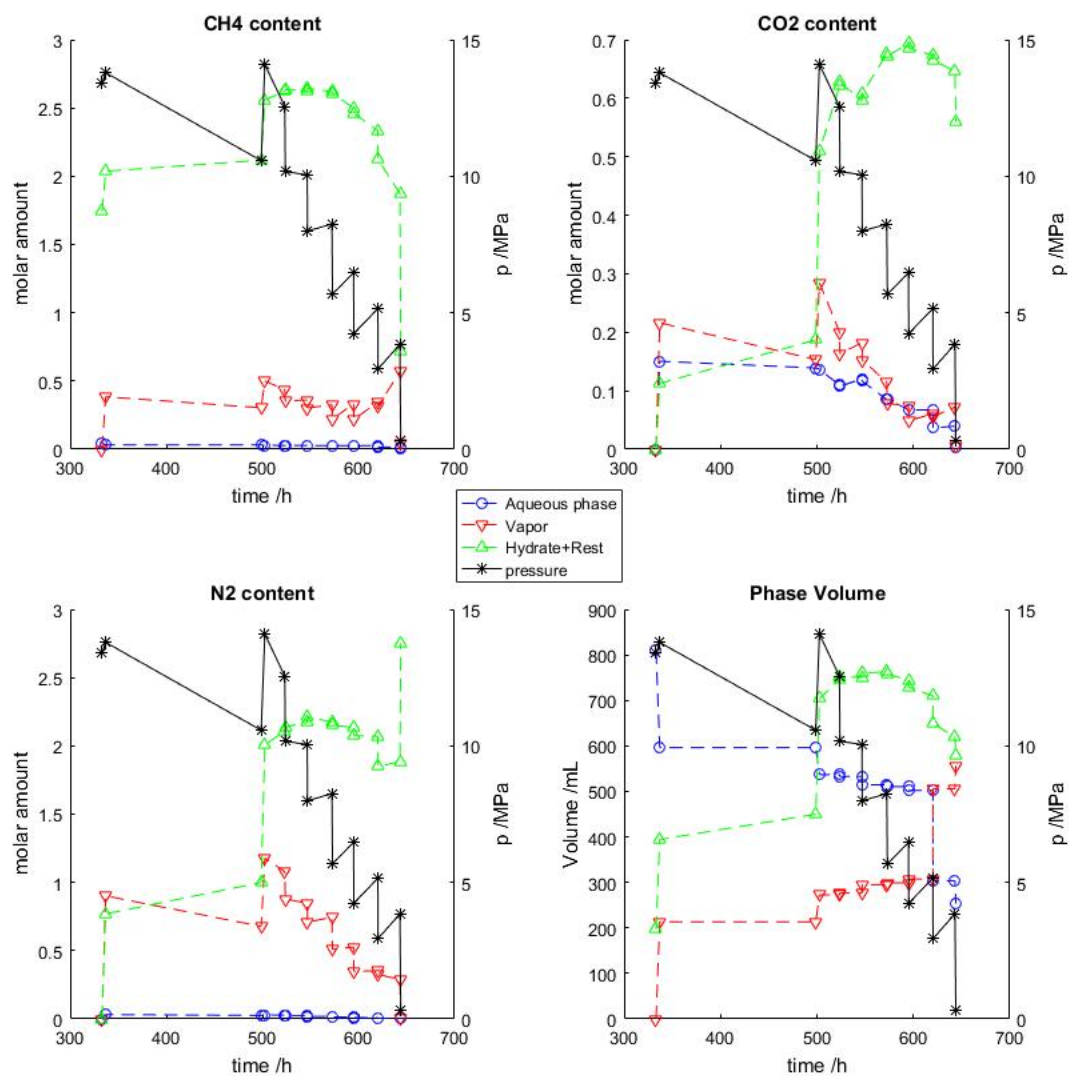 CH4 content
3
2.5
2
1.5
1
0.5
0
molar amount
15
10
5
0
p /MPa
300 400 500 600 700
time /h
CO2 content
0.7
0.6
0.5
0.4
0.3
0.2
0.1
0
molar amount
15
10
5
0
p /MPa
300 400 500 600 700
time /h
Aqueous phase
Vapor
Hydrate+Rest
pressure
N2 content
3
2.5
2
1.5
1
0.5
0
molar amount
15
10
5
0
p /MPa
300 400 500 600 700
time /h
Phase Volume
900
800
700
600
500
400
300
200
100
0
Volume /mL
15
10
5
0
p /MPa
300 400 500 600 700
time /h